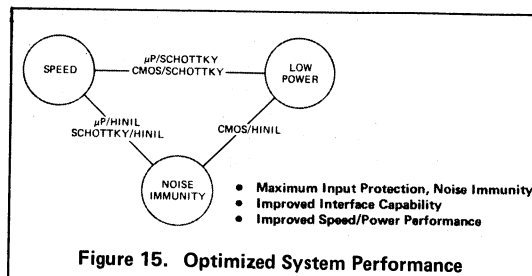 SPEED
µP/SCHOTTKY
CMOS/SCHOTTKY
LOW
POWER
µP/HINIL
SCHOTTKY/HINIL
CMOS/HINIL
NOISE
IMMUNITY
• Maximum Input Protection, Noise Immunity
• Improved Interface Capability
• Improved Speed/Power Performance
Figure 15. Optimized System Performance